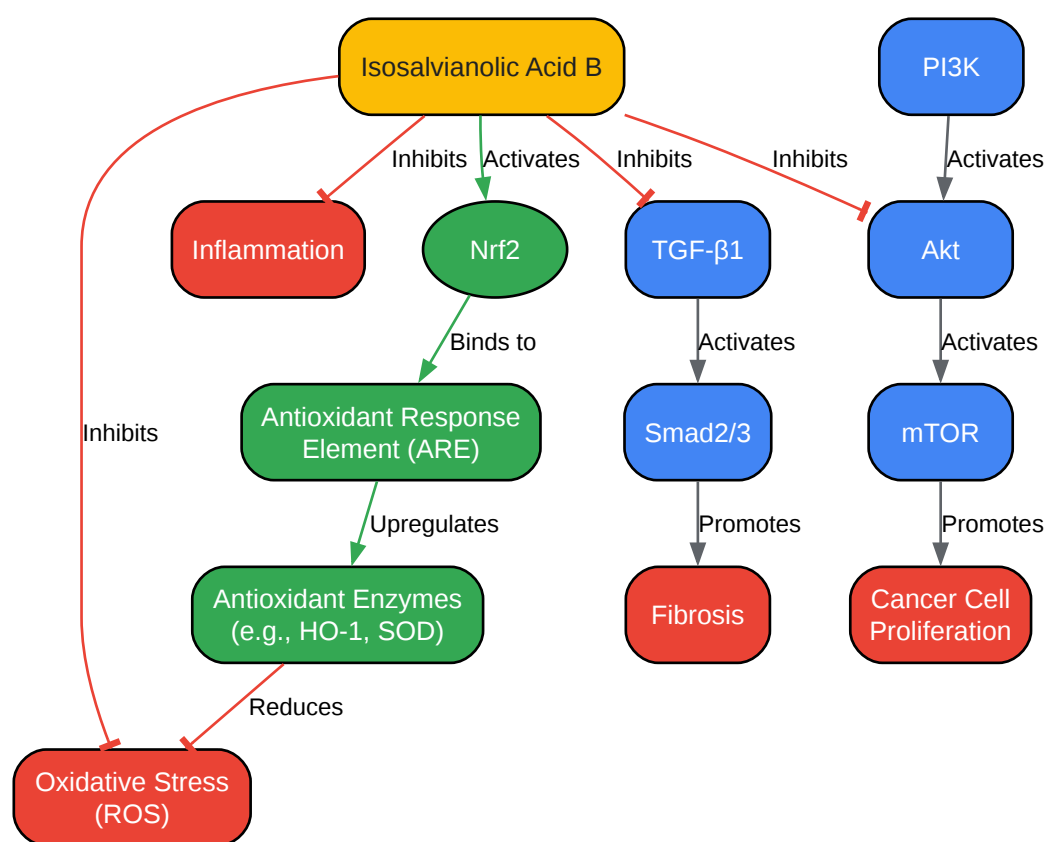 Isosalvianolic Acid B
PI3K
Inhibits
Activates
Inhibits
Inhibits
Activates
Inflammation
Nrf2
TGF-β1
Akt
Binds to
Activates
Activates
Inhibits
Antioxidant Response
Element (ARE)
Smad2/3
mTOR
Upregulates
Promotes
Promotes
Antioxidant Enzymes
(e.g., HO-1, SOD)
Fibrosis
Cancer Cell
Proliferation
Reduces
Oxidative Stress
(ROS)